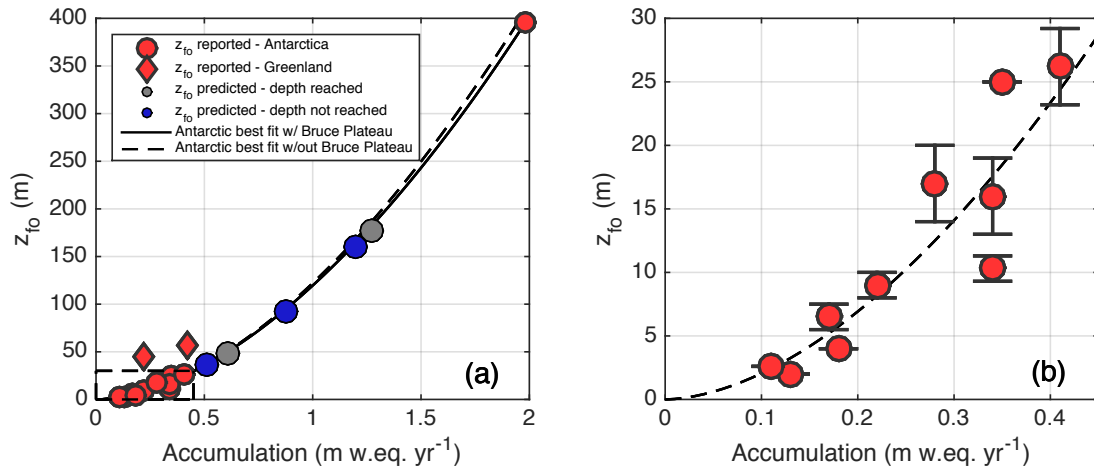 400
350
300
250
200
150
100
50
0
z_fo (m)
0
0.5
1
1.5
2
Accumulation (m w.eq. yr⁻¹)
z_fo reported - Antarctica
z_fo reported - Greenland
z_fo predicted - depth reached
z_fo predicted - depth not reached
Antarctic best fit w/ Bruce Plateau
Antarctic best fit w/out Bruce Plateau
(a)
30
25
20
15
10
5
0
z_fo (m)
0
0.1
0.2
0.3
0.4
Accumulation (m w.eq. yr⁻¹)
(b)